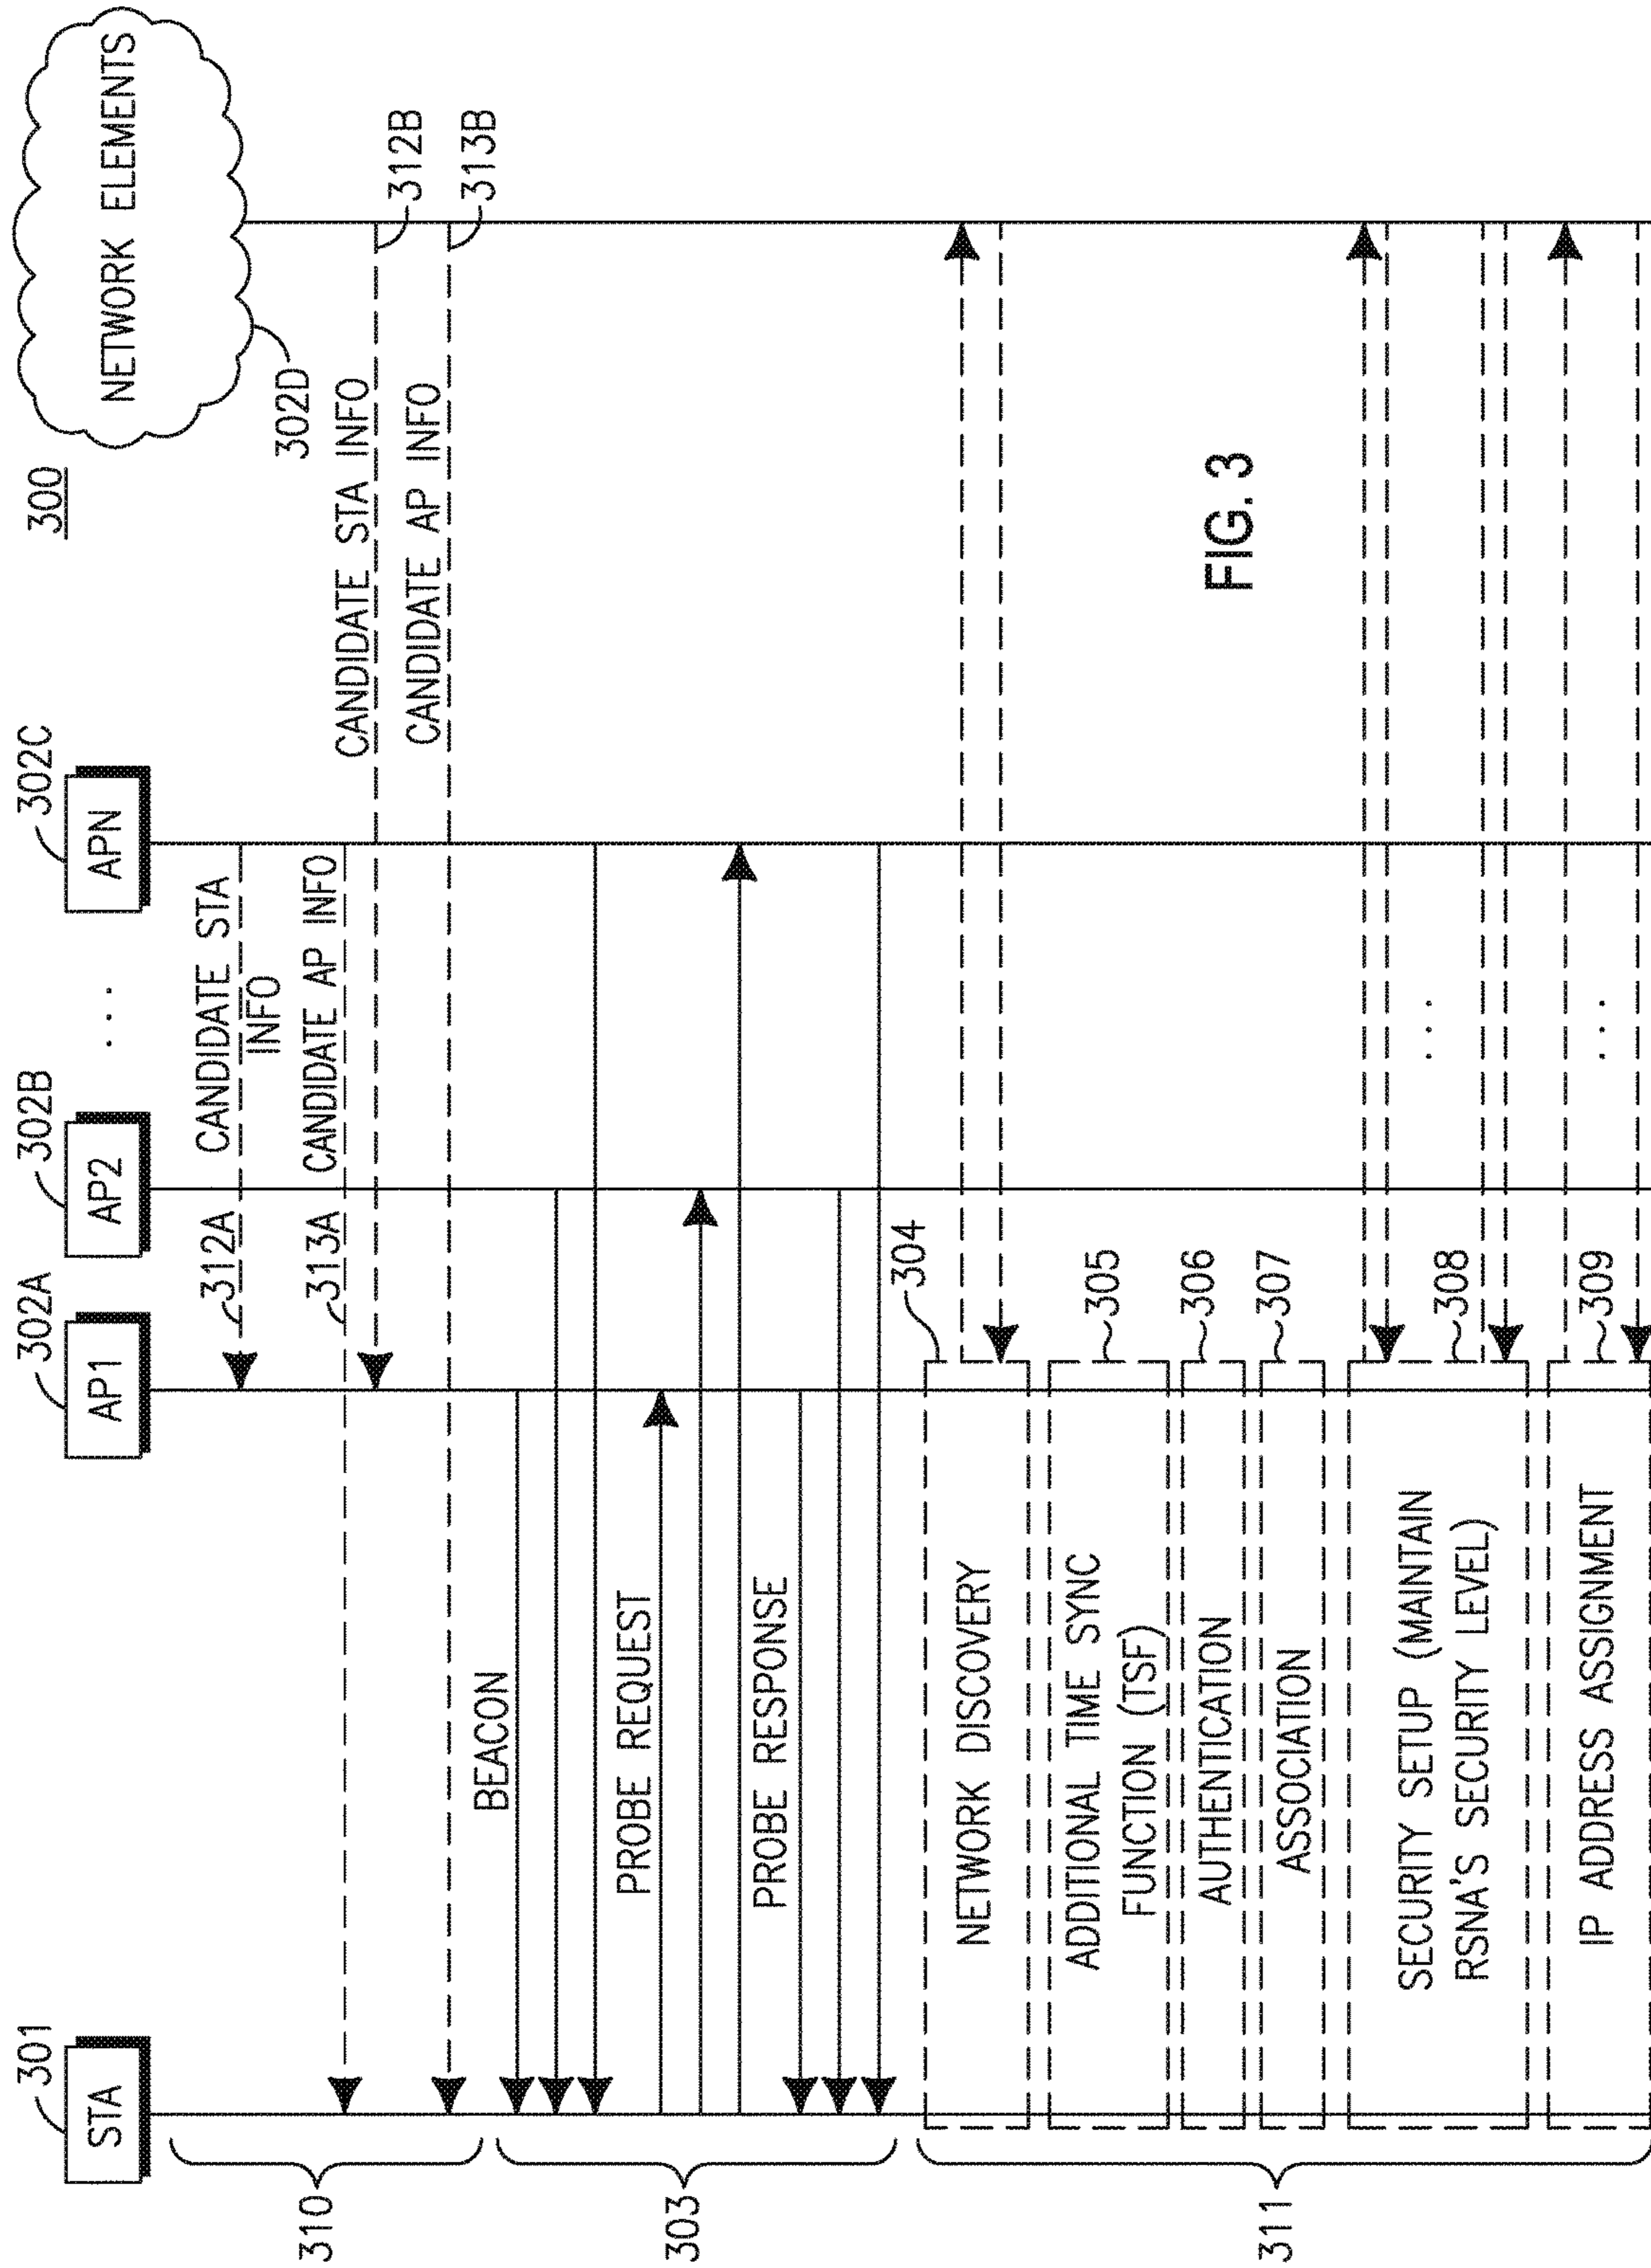 300
301
STA
302A
AP1
302B
AP2
. . .
302C
APN
NETWORK ELEMENTS
302D
310
312A
CANDIDATE STA
INFO
313A
CANDIDATE AP INFO
CANDIDATE STA INFO
312B
CANDIDATE AP INFO
313B
303
BEACON
PROBE REQUEST
PROBE RESPONSE
311
NETWORK DISCOVERY
304
ADDITIONAL TIME SYNC
FUNCTION (TSF)
305
AUTHENTICATION
306
ASSOCIATION
307
SECURITY SETUP (MAINTAIN
RSNA'S SECURITY LEVEL)
308
. . .
IP ADDRESS ASSIGNMENT
309
. . .
FIG. 3